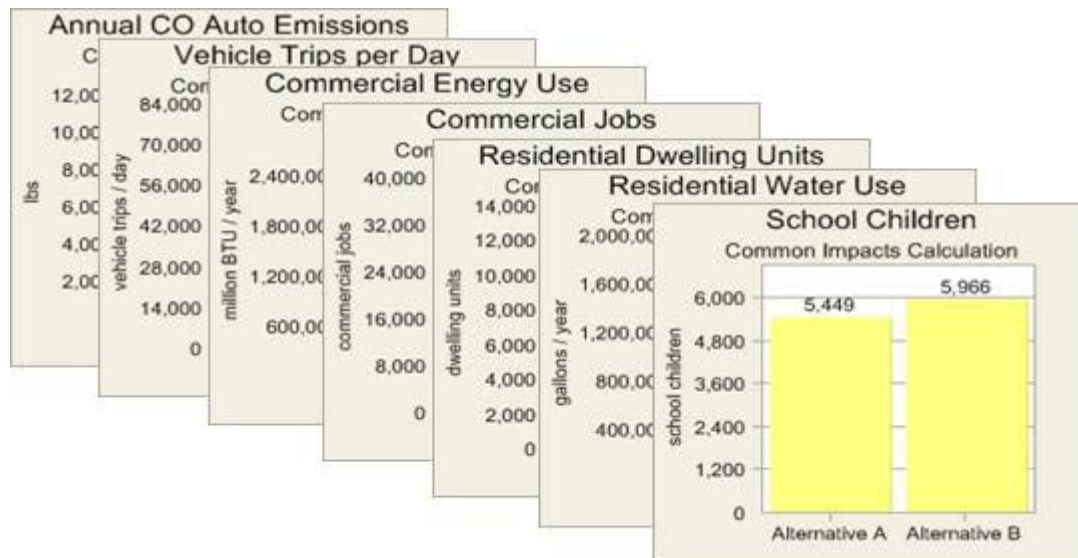 Annual CO Auto Emissions
C
12,00
10,00
8,00
6,00
4,00
2,00
lbs
Vehicle Trips per Day
Con
84,000
70,000
56,000
42,000
28,000
14,000
0
vehicle trips / day
Commercial Energy Use
Com
2,400,00
1,800,00
1,200,00
600,00
million BTU / year
Commercial Jobs
Con
40,000
32,000
24,000
16,000
8,000
0
commercial jobs
Residential Dwelling Units
Co
14,000
12,000
10,000
8,000
6,000
4,000
2,000
0
dwelling units
Residential Water Use
Com
2,000,00
1,600,00
1,200,00
800,00
400,00
gallons / year
School Children
Common Impacts Calculation
5,966
5,449
6,000
4,800
3,600
2,400
1,200
0
school children
Alternative A Alternative B